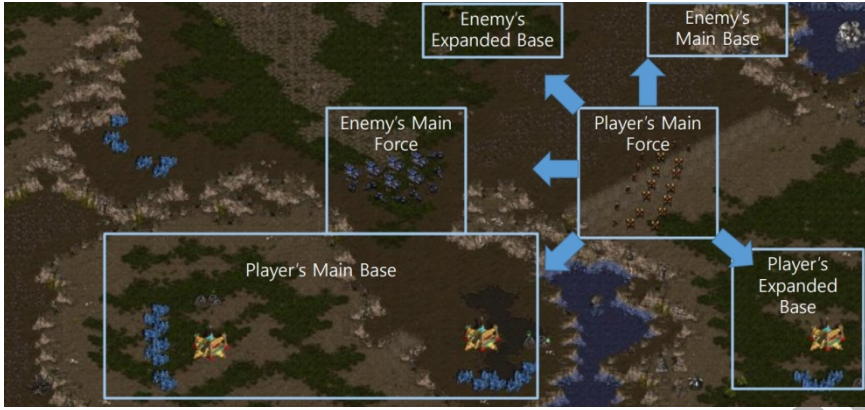 Enemy's
Expanded Base
Enemy's
Main Base
Enemy's Main
Force
Player's Main
Force
Player's Main Base
Player's
Expanded
Base